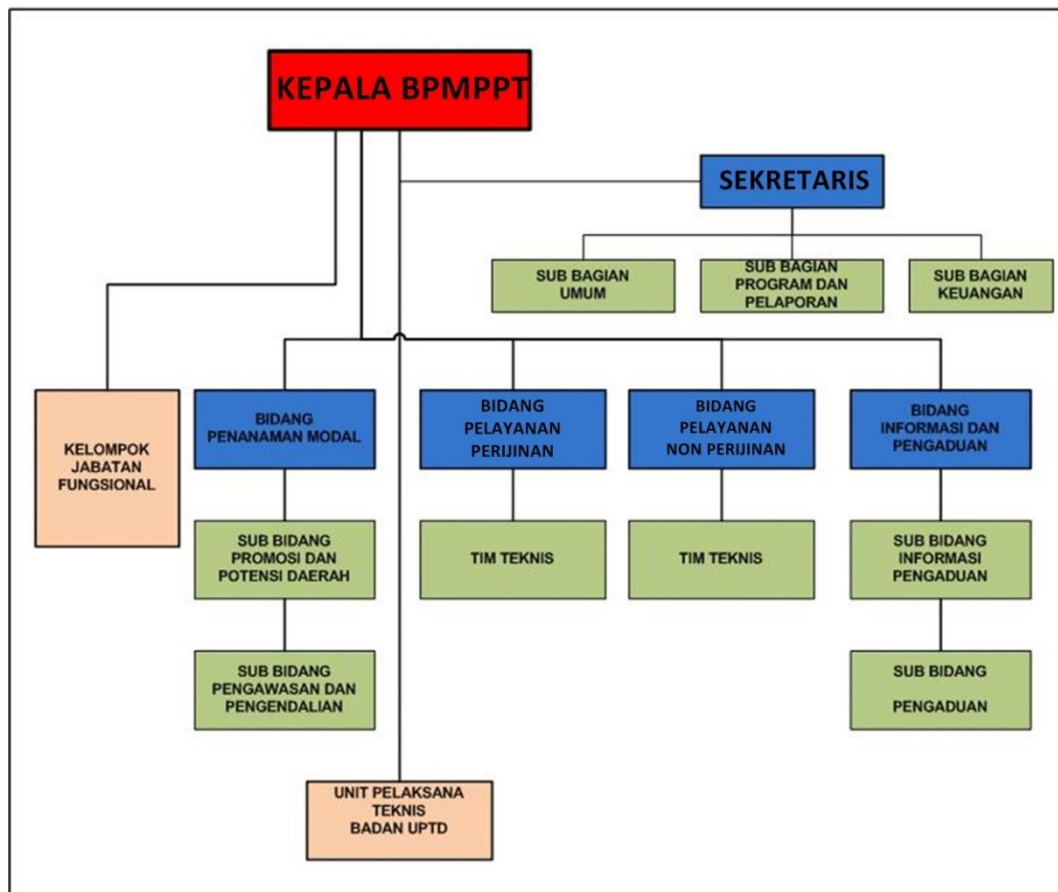 KEPALA BPMPPT
SEKRETARIS
SUB BAGIAN
UMUM
SUB BAGIAN
PROGRAM DAN
PELAPORAN
SUB BAGIAN
KEUANGAN
KELOMPOK
JABATAN
FUNGSIONAL
BIDANG
PENANAMAN MODAL
BIDANG
PELAYANAN
PERIJINAN
BIDANG
PELAYANAN
NON PERIJINAN
BIDANG
INFORMASI DAN
PENGADUAN
SUB BIDANG
PROMOSI DAN
POTENSI DAERAH
TIM TEKNIS
TIM TEKNIS
SUB BIDANG
INFORMASI
PENGADUAN
SUB BIDANG
PENGAWASAN DAN
PENGENDALIAN
SUB BIDANG
PENGADUAN
UNIT PELAKSANA
TEKNIS
BADAN UPTD